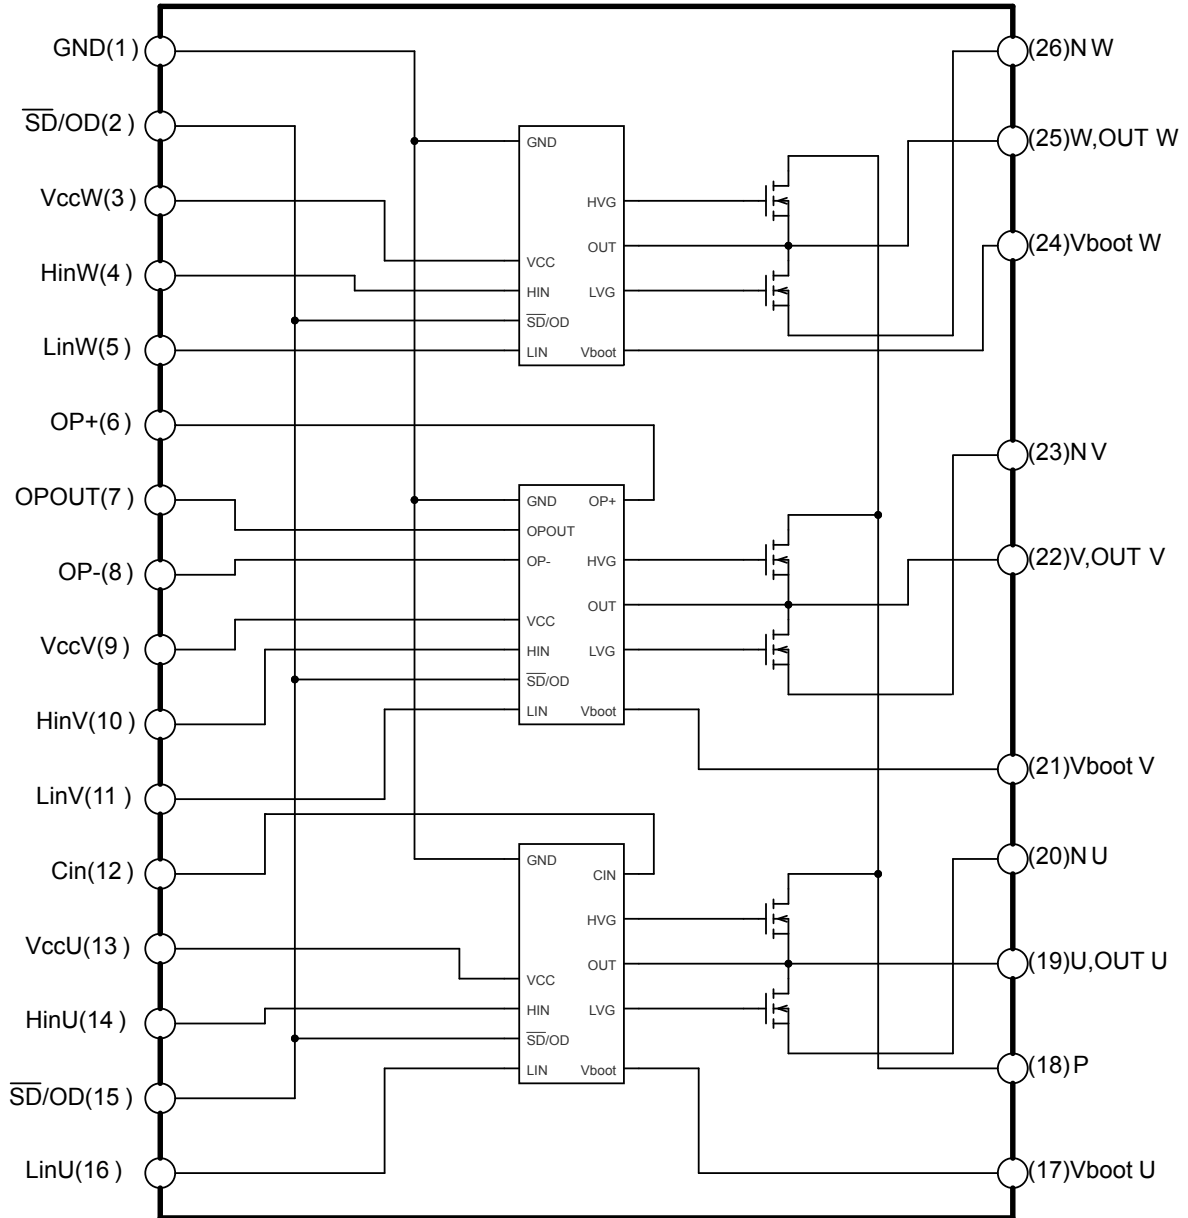 GND(1)
SD/OD(2)
VccW(3)
HinW(4)
LinW(5)
OP+(6)
OPOUT(7)
OP-(8)
VccV(9)
HinV(10)
LinV(11)
Cin(12)
VccU(13)
HinU(14)
SD/OD(15)
LinU(16)
GND
HVG
OUT
VCC
HIN
LVG
SD/OD
LIN
Vboot
GND
OP+
OPOUT
OP-
HVG
OUT
VCC
HIN
LVG
SD/OD
LIN
Vboot
GND
CIN
HVG
OUT
VCC
HIN
LVG
SD/OD
LIN
Vboot
(26)N W
(25)W,OUT W
(24)Vboot W
(23)N V
(22)V,OUT V
(21)Vboot V
(20)N U
(19)U,OUT U
(18)P
(17)Vboot U